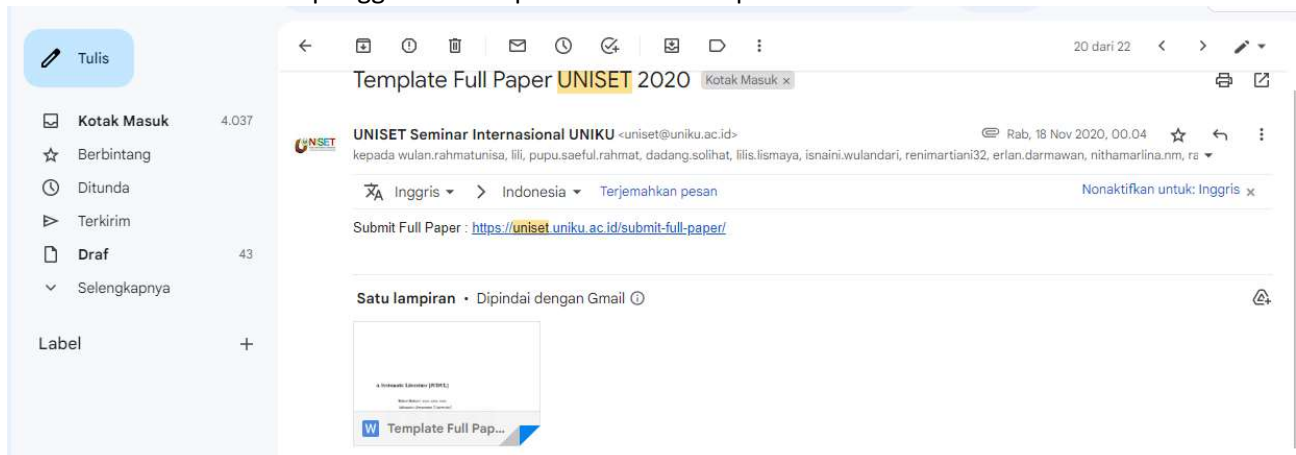 Tulis
20 dari 22
Template Full Paper UNISET 2020 Kotak Masuk ×
Kotak Masuk 4.037
UNISET
UNISET Seminar Internasional UNIKU <uniset@uniku.ac.id> Rab, 18 Nov 2020, 00.04
Berbintang
kepada wulan.rahmatunisa, lili, pupu.saeful.rahmat, dadang.solihat, lilis.lismaya, isnaini.wulandari, renimartiani32, erlan.darmawan, nithamarlina.nm, ra
Ditunda
Inggris > Indonesia Terjemahkan pesan Nonaktifkan untuk: Inggris ×
Terkirim
Submit Full Paper : https://uniset.uniku.ac.id/submit-full-paper/
Draf 43
Selengkapnya
Satu lampiran • Dipindai dengan Gmail
Label +
W Template Full Pap...